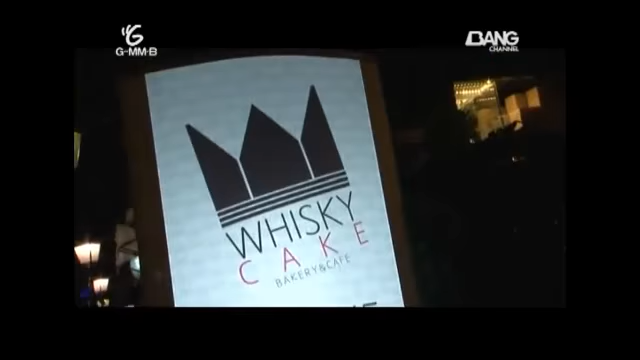 G-MM-B
BANG
CHANNEL
WHISKY
CAKE
BAKERY&CAFE